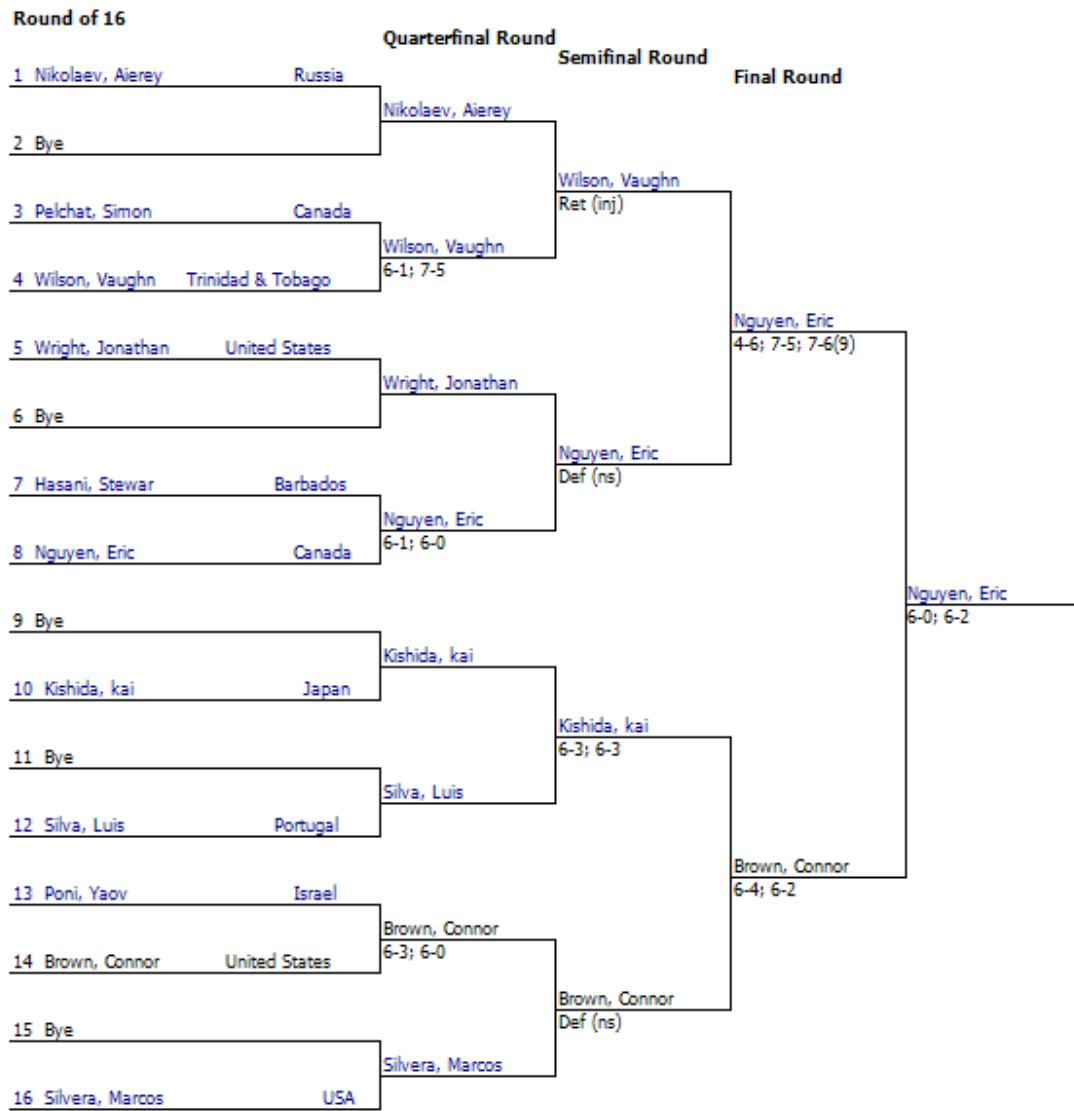 Round of 16
Quarterfinal Round
Semifinal Round
Final Round
1 Nikolaev, Aierey Russia
Nikolaev, Aierey
2 Bye
Wilson, Vaughn
Ret (inj)
3 Pelchat, Simon Canada
Wilson, Vaughn
6-1; 7-5
4 Wilson, Vaughn Trinidad & Tobago
Nguyen, Eric
4-6; 7-5; 7-6(9)
5 Wright, Jonathan United States
Wright, Jonathan
6 Bye
Nguyen, Eric
Def (ns)
7 Hasani, Stewar Barbados
Nguyen, Eric
6-1; 6-0
8 Nguyen, Eric Canada
Nguyen, Eric
6-0; 6-2
9 Bye
Kishida, kai
10 Kishida, kai Japan
Kishida, kai
6-3; 6-3
11 Bye
Silva, Luis
12 Silva, Luis Portugal
Brown, Connor
6-4; 6-2
13 Poni, Yaov Israel
Brown, Connor
6-3; 6-0
14 Brown, Connor United States
Brown, Connor
Def (ns)
15 Bye
Silvera, Marcos
16 Silvera, Marcos USA